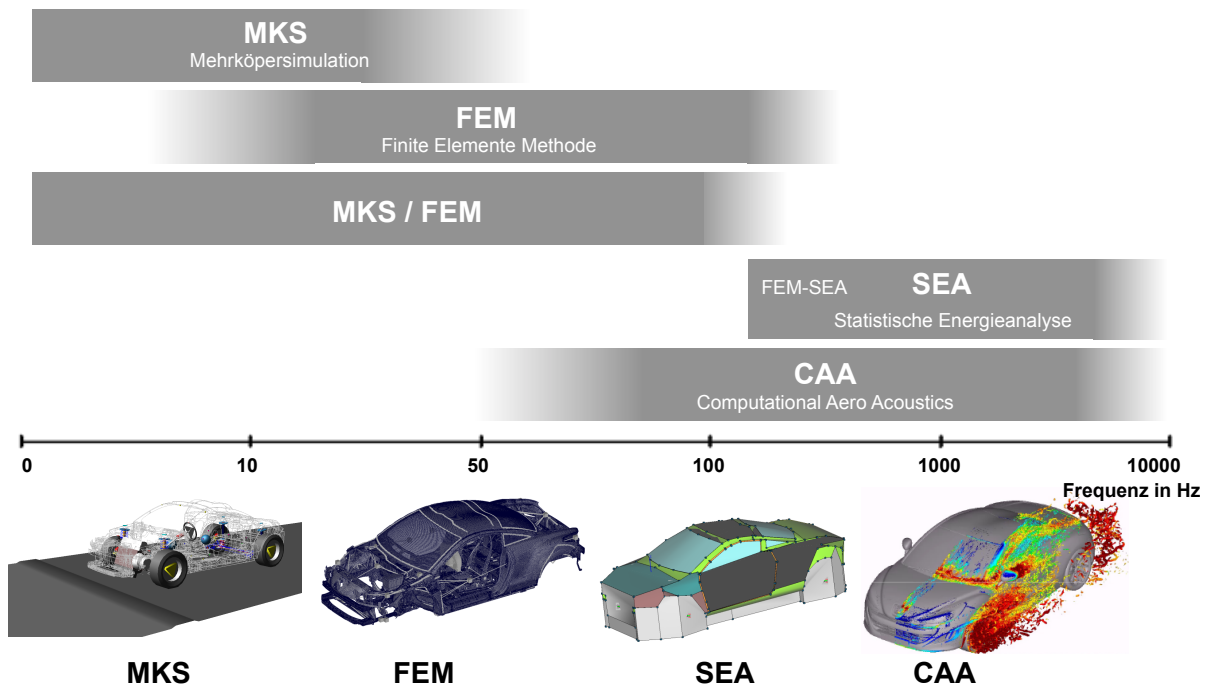 MKS
Mehrköpersimulation
FEM
Finite Elemente Methode
MKS / FEM
FEM-SEA SEA
Statistische Energieanalyse
CAA
Computational Aero Acoustics
0 10 50 100 1000 10000
Frequenz in Hz
MKS FEM SEA CAA